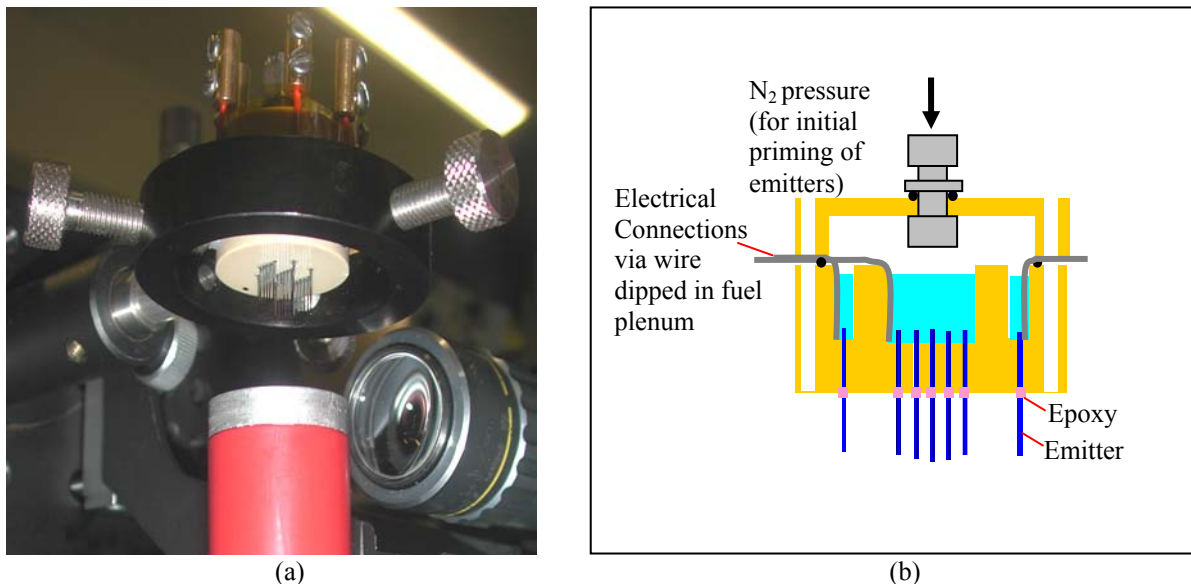 N₂ pressure
(for initial
priming of
emitters)
Electrical
Connections
via wire
dipped in fuel
plenum
Epoxy
Emitter
(a)
(b)